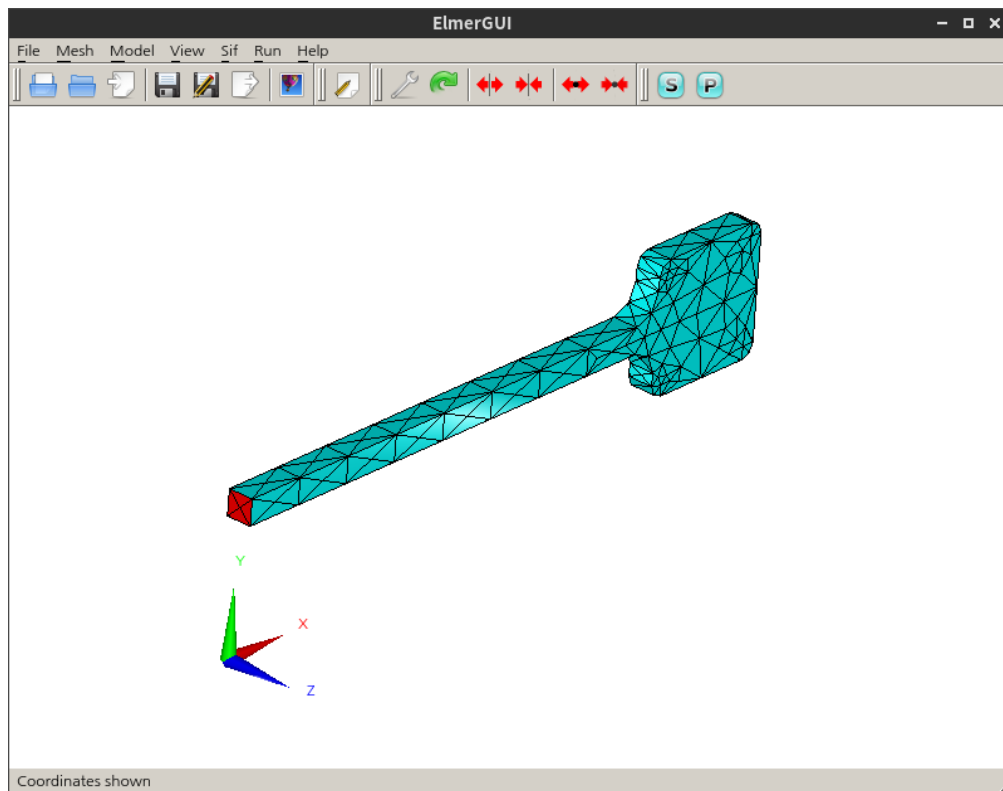 ElmerGUI
File Mesh Model View Sif Run Help
S P
Y
X
Z
Coordinates shown